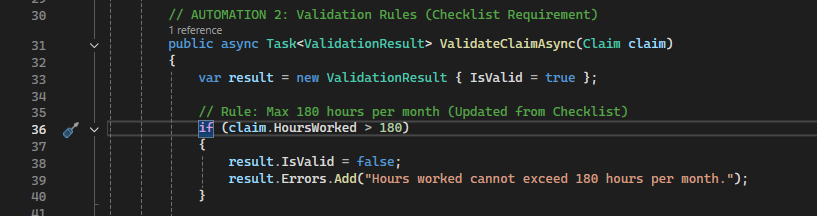 30 // AUTOMATION 2: Validation Rules (Checklist Requirement)
1 reference
31 public async Task<ValidationResult> ValidateClaimAsync(Claim claim)
32 {
33 var result = new ValidationResult { IsValid = true };
34
35 // Rule: Max 180 hours per month (Updated from Checklist)
36 if (claim.HoursWorked > 180)
37 {
38 result.IsValid = false;
39 result.Errors.Add("Hours worked cannot exceed 180 hours per month.");
40 }
41